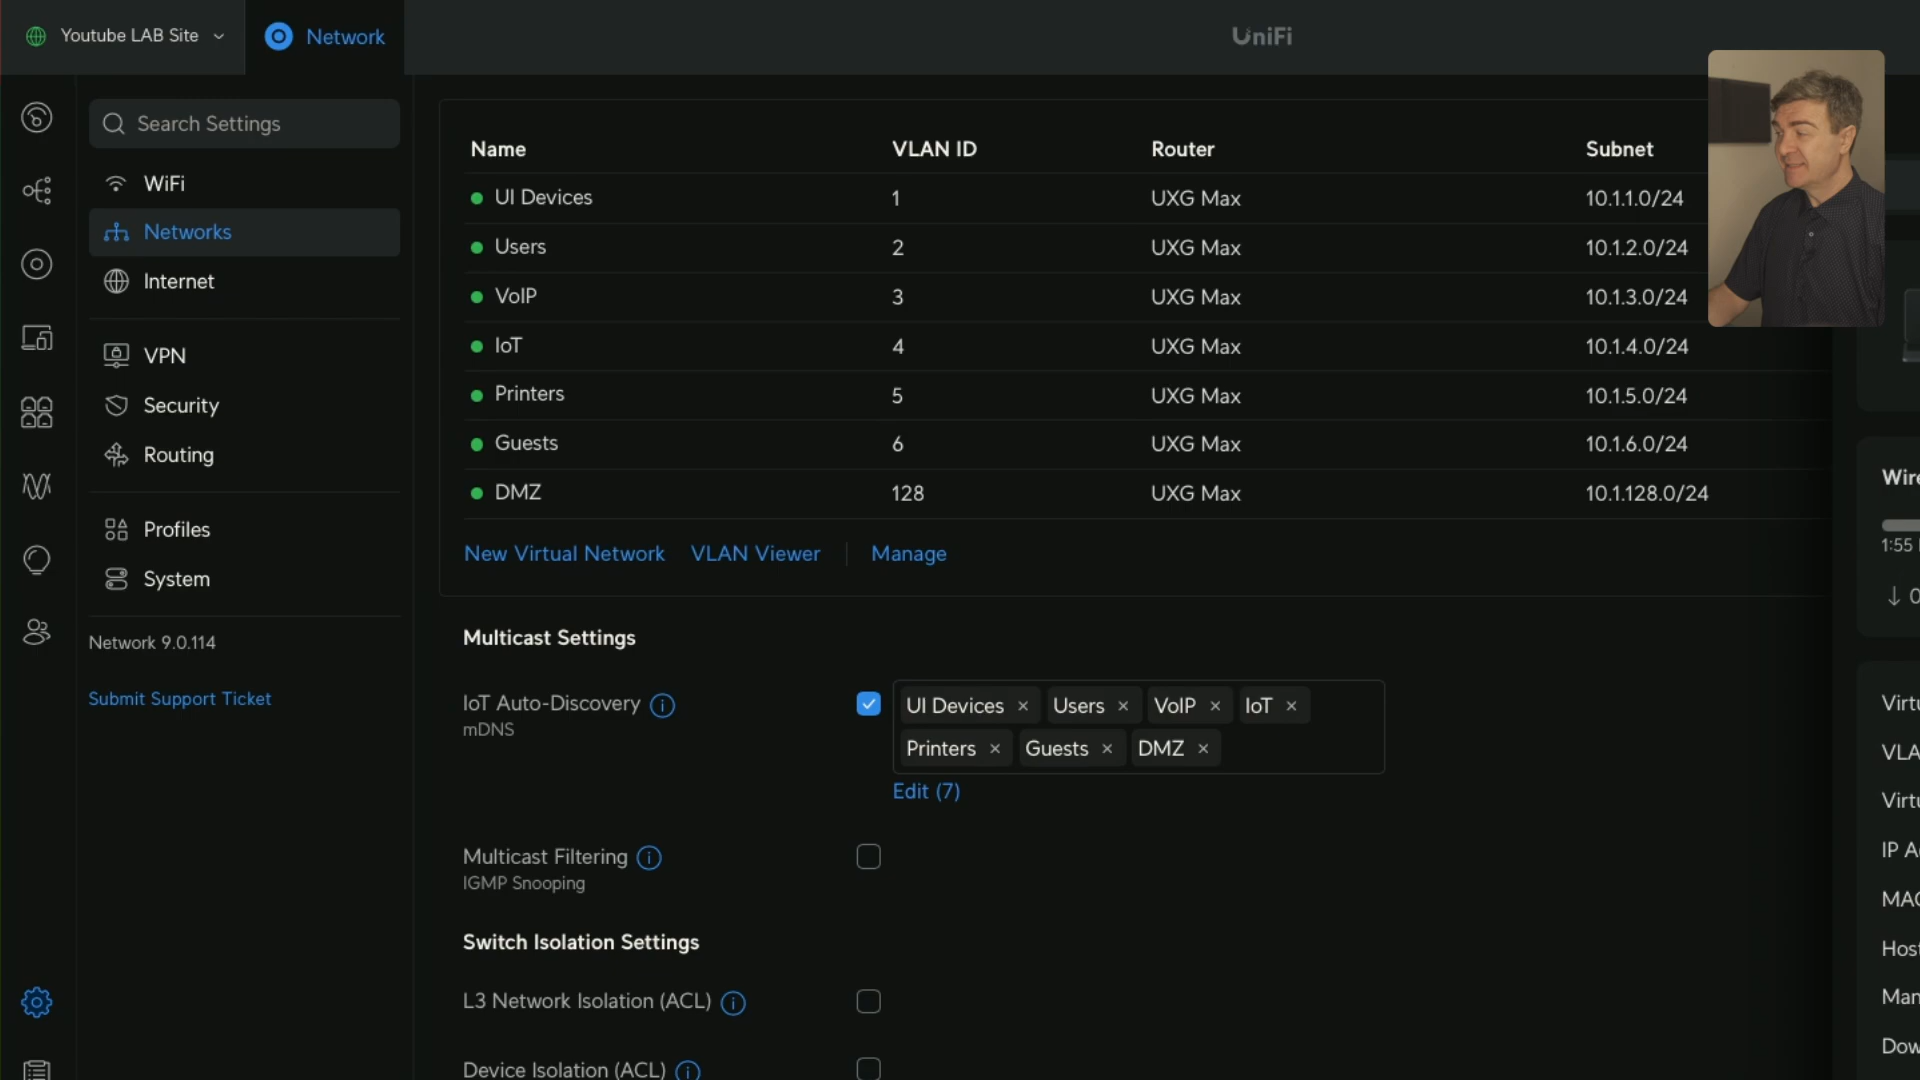 Youtube LAB Site
Network
UniFi
Search Settings
WiFi
Networks
Internet
VPN
Security
Routing
Profiles
System
Network 9.0.114
Submit Support Ticket
Name VLAN ID Router Subnet
UI Devices 1 UXG Max 10.1.1.0/24
Users 2 UXG Max 10.1.2.0/24
VoIP 3 UXG Max 10.1.3.0/24
IoT 4 UXG Max 10.1.4.0/24
Printers 5 UXG Max 10.1.5.0/24
Guests 6 UXG Max 10.1.6.0/24
DMZ 128 UXG Max 10.1.128.0/24
New Virtual Network VLAN Viewer Manage
Multicast Settings
IoT Auto-Discovery
mDNS
UI Devices × Users × VoIP × IoT ×
Printers × Guests × DMZ ×
Edit (7)
Multicast Filtering
IGMP Snooping
Switch Isolation Settings
L3 Network Isolation (ACL)
Device Isolation (ACL)
1:55
IP